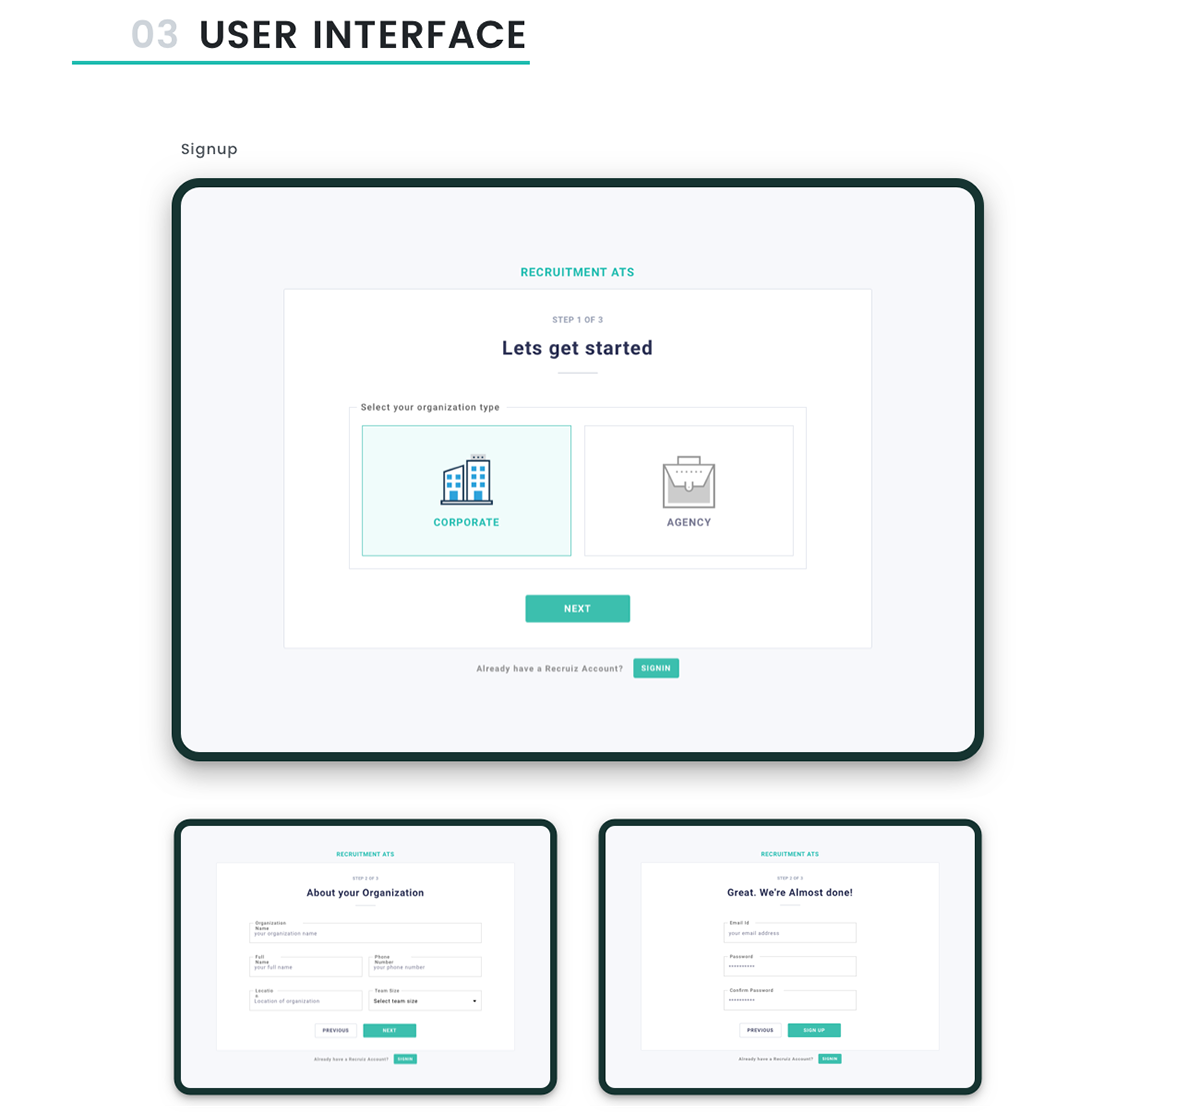 03 USER INTERFACE
Signup
RECRUITMENT ATS
STEP 1 OF 3
Lets get started
Select your organization type
CORPORATE
AGENCY
NEXT
Already have a Recruiz Account? SIGNIN
RECRUITMENT ATS
STEP 2 OF 3
About your Organization
Organization
Name
your organization name
Full
Name
your full name
Phone
Number
your phone number
Locatio
n
Location of organization
Team Size
Select team size
PREVIOUS
NEXT
Already have a Recruiz Account? SIGNIN
RECRUITMENT ATS
Great. We're Almost done!
Email Id
your email address
Password
**********
Confirm Password
**********
PREVIOUS
SIGN UP
Already have a Recruiz Account? SIGNIN